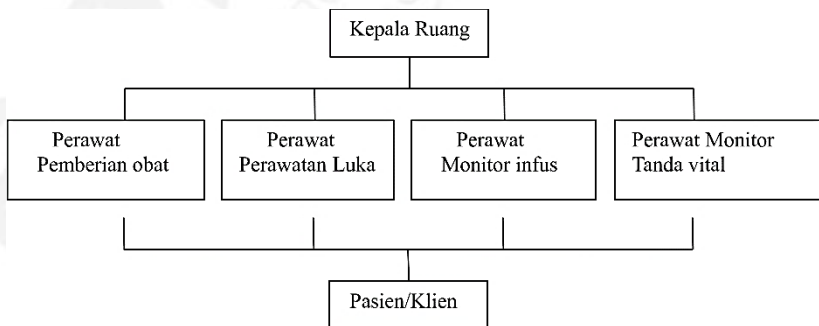 Kepala Ruang
Perawat
Pemberian obat
Perawat
Perawatan Luka
Perawat
Monitor infus
Perawat Monitor
Tanda vital
Pasien/Klien